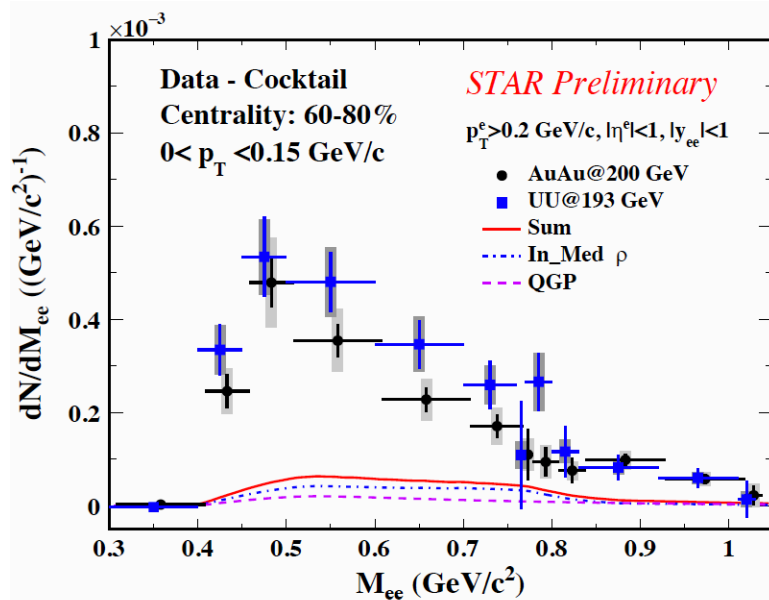 ×10⁻³
Data - Cocktail
Centrality: 60-80%
0< p_T <0.15 GeV/c
STAR Preliminary
p_T^e>0.2 GeV/c, |η^e|<1, |y_ee|<1
AuAu@200 GeV
UU@193 GeV
Sum
In_Med ρ
QGP
dN/dM_ee ((GeV/c²)⁻¹)
1
0.8
0.6
0.4
0.2
0
0.3 0.4 0.5 0.6 0.7 0.8 0.9 1
M_ee (GeV/c²)